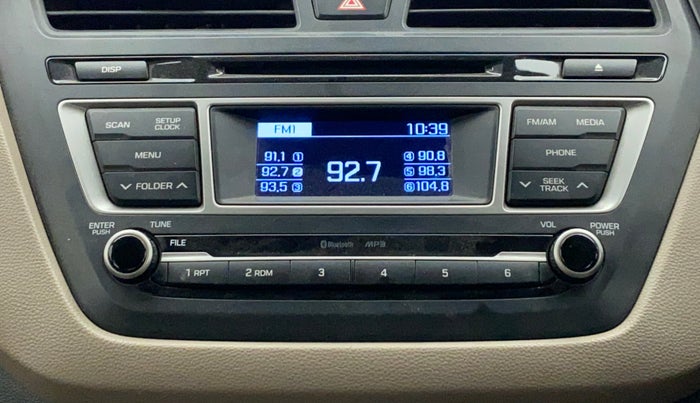 DISP
SCAN SETUP CLOCK
MENU
FOLDER
FM1 10:39
91.1 1 92.7 4 90.8
92.7 2 5 98.3
93.5 3 6 104.8
FM/AM MEDIA
PHONE
SEEK TRACK
ENTER PUSH TUNE
VOL POWER PUSH
FILE Bluetooth MP3
1 RPT 2 RDM 3 4 5 6